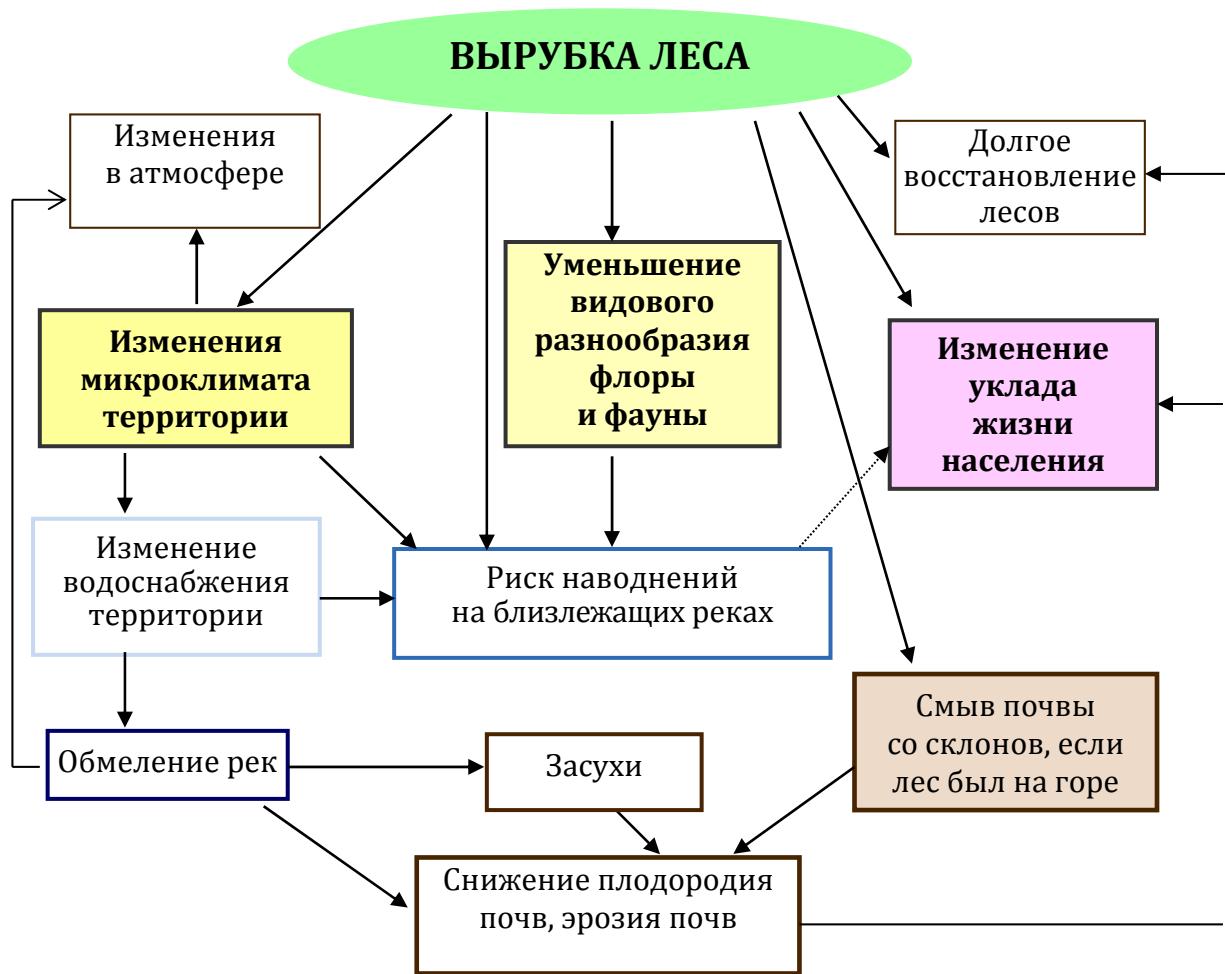 ВЫРУБКА ЛЕСА
Изменения
в атмосфере
Долгое
восстановление
лесов
Изменения
микроклимата
территории
Уменьшение
видового
разнообразия
флоры
и фауны
Изменение
уклада
жизни
населения
Изменение
водоснабжения
территории
Риск наводнений
на близлежащих реках
Смыв почвы
со склонов, если
лес был на горе
Обмеление рек
Засухи
Снижение плодородия
почв, эрозия почв